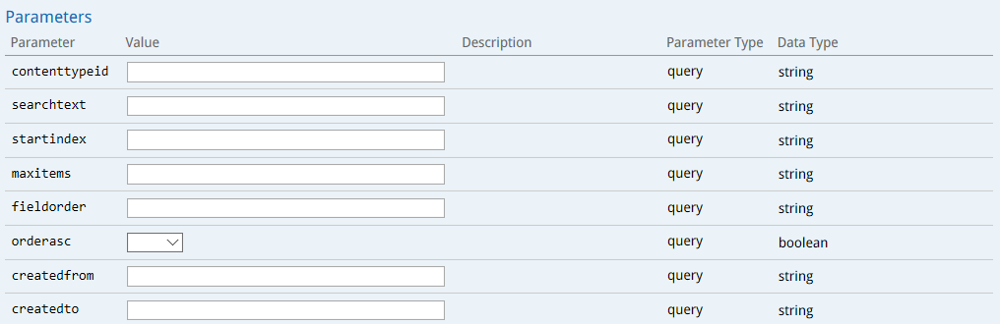 Parameters
Parameter Value Description Parameter Type Data Type
contenttypeid query string
searchtext query string
startindex query string
maxitems query string
fieldorder query string
orderasc query boolean
createdfrom query string
createdto query string